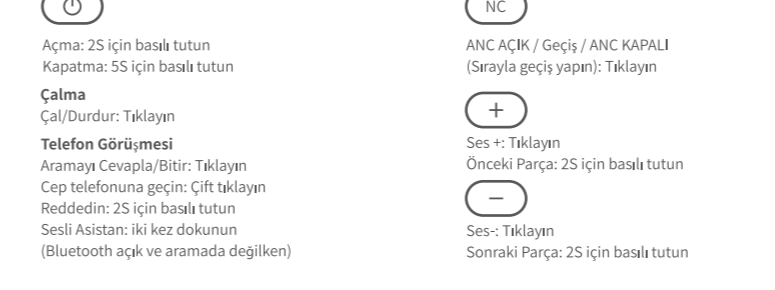 Açma: 2S için basılı tutun
Kapatma: 5S için basılı tutun
Çalma
Çal/Durdur: Tıklayın
Telefon Görüşmesi
Aramayı Cevapla/Bitir: Tıklayın
Cep telefonuna geçin: Çift tıklayın
Reddedin: 2S için basılı tutun
Sesli Asistan: iki kez dokunun
(Bluetooth açık ve aramada değilken)
NC
ANC AÇIK / Geçiş / ANC KAPALI
(Sırayla geçiş yapın): Tıklayın
+
Ses +: Tıklayın
Önceki Parça: 2S için basılı tutun
−
Ses-: Tıklayın
Sonraki Parça: 2S için basılı tutun